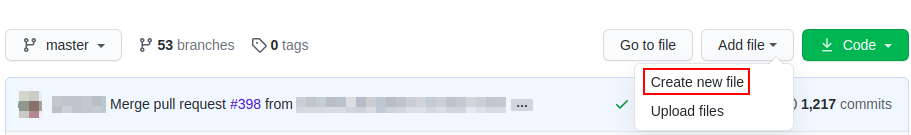 master 53 branches 0 tags Go to file Add file Code
Create new file
Merge pull request #398 from ... 1,217 commits
Upload files